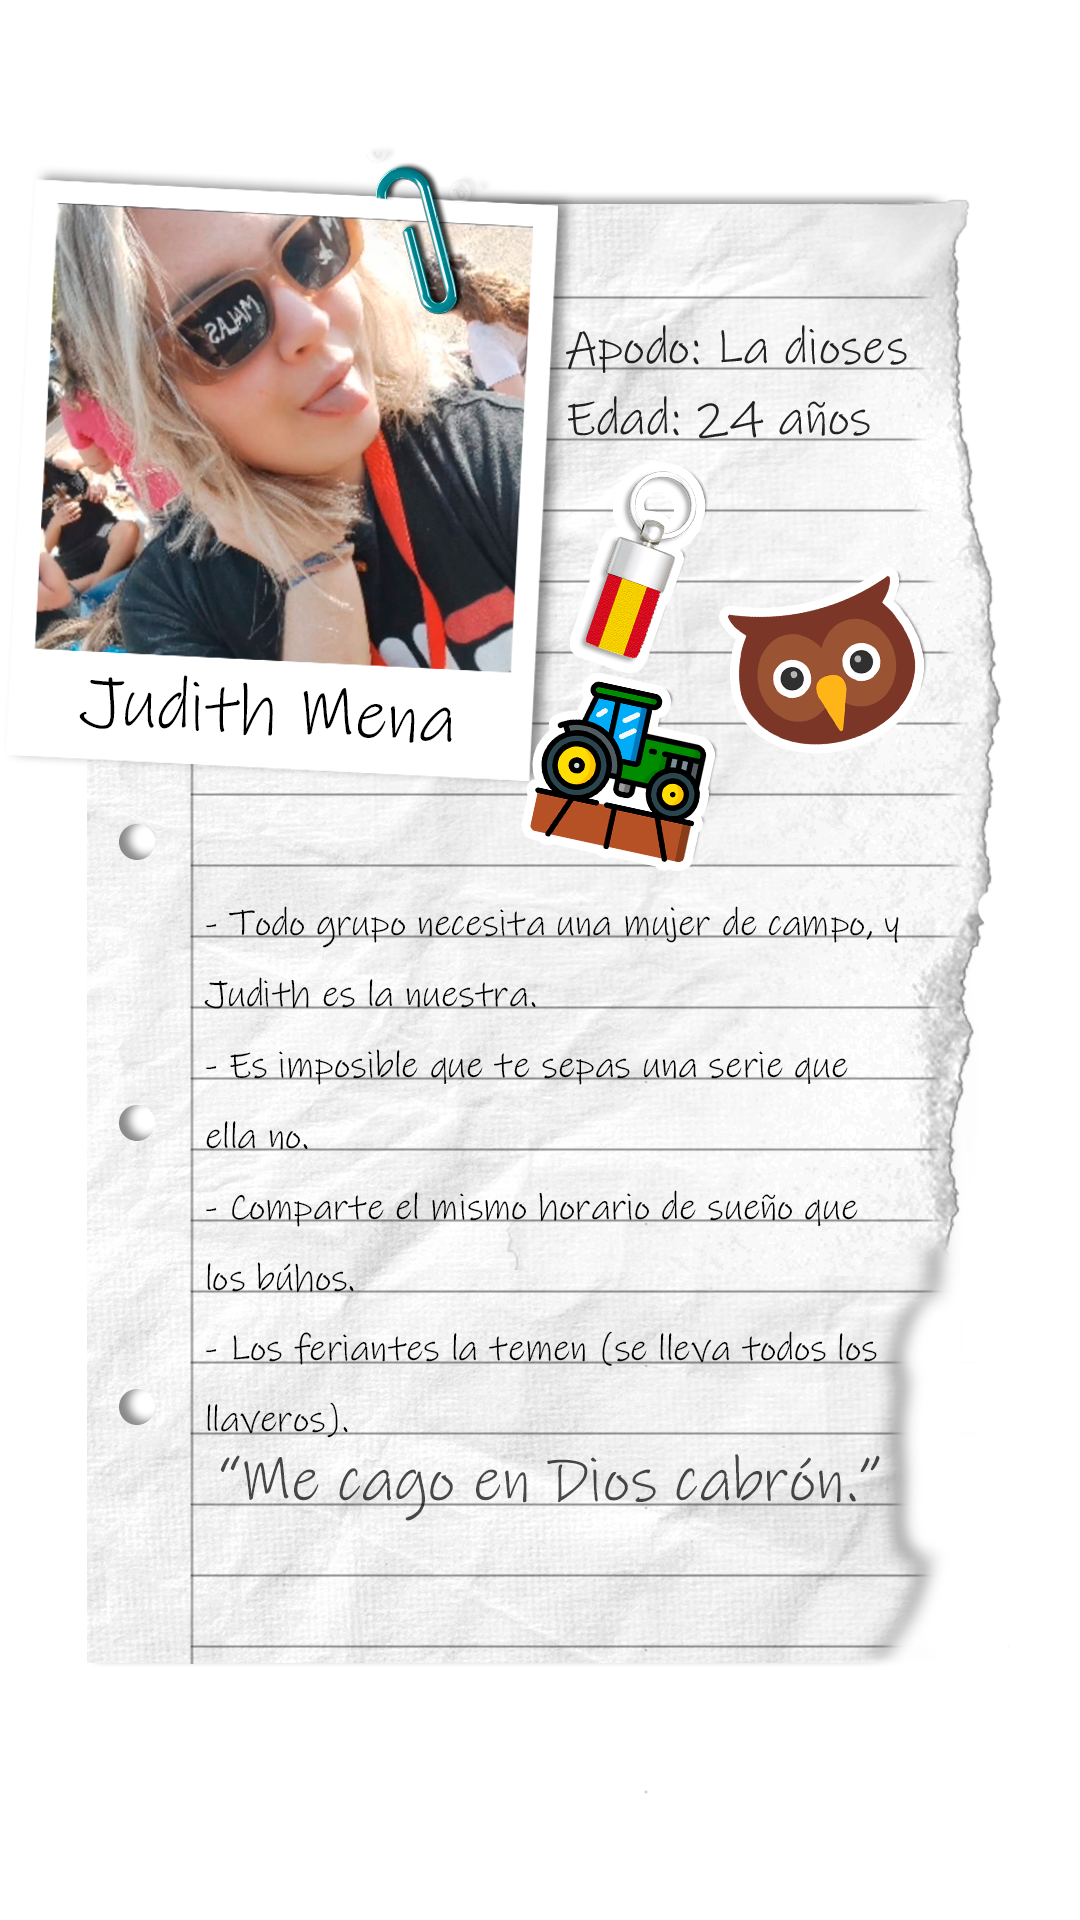 MALAS
Judith Mena
Apodo: La dioses
Edad: 24 años
- Todo grupo necesita una mujer de campo, y
Judith es la nuestra.
- Es imposible que te sepas una serie que
ella no.
- Comparte el mismo horario de sueño que
los búhos.
- Los feriantes la temen (se lleva todos los
llaveros).
“Me cago en Dios cabrón.”